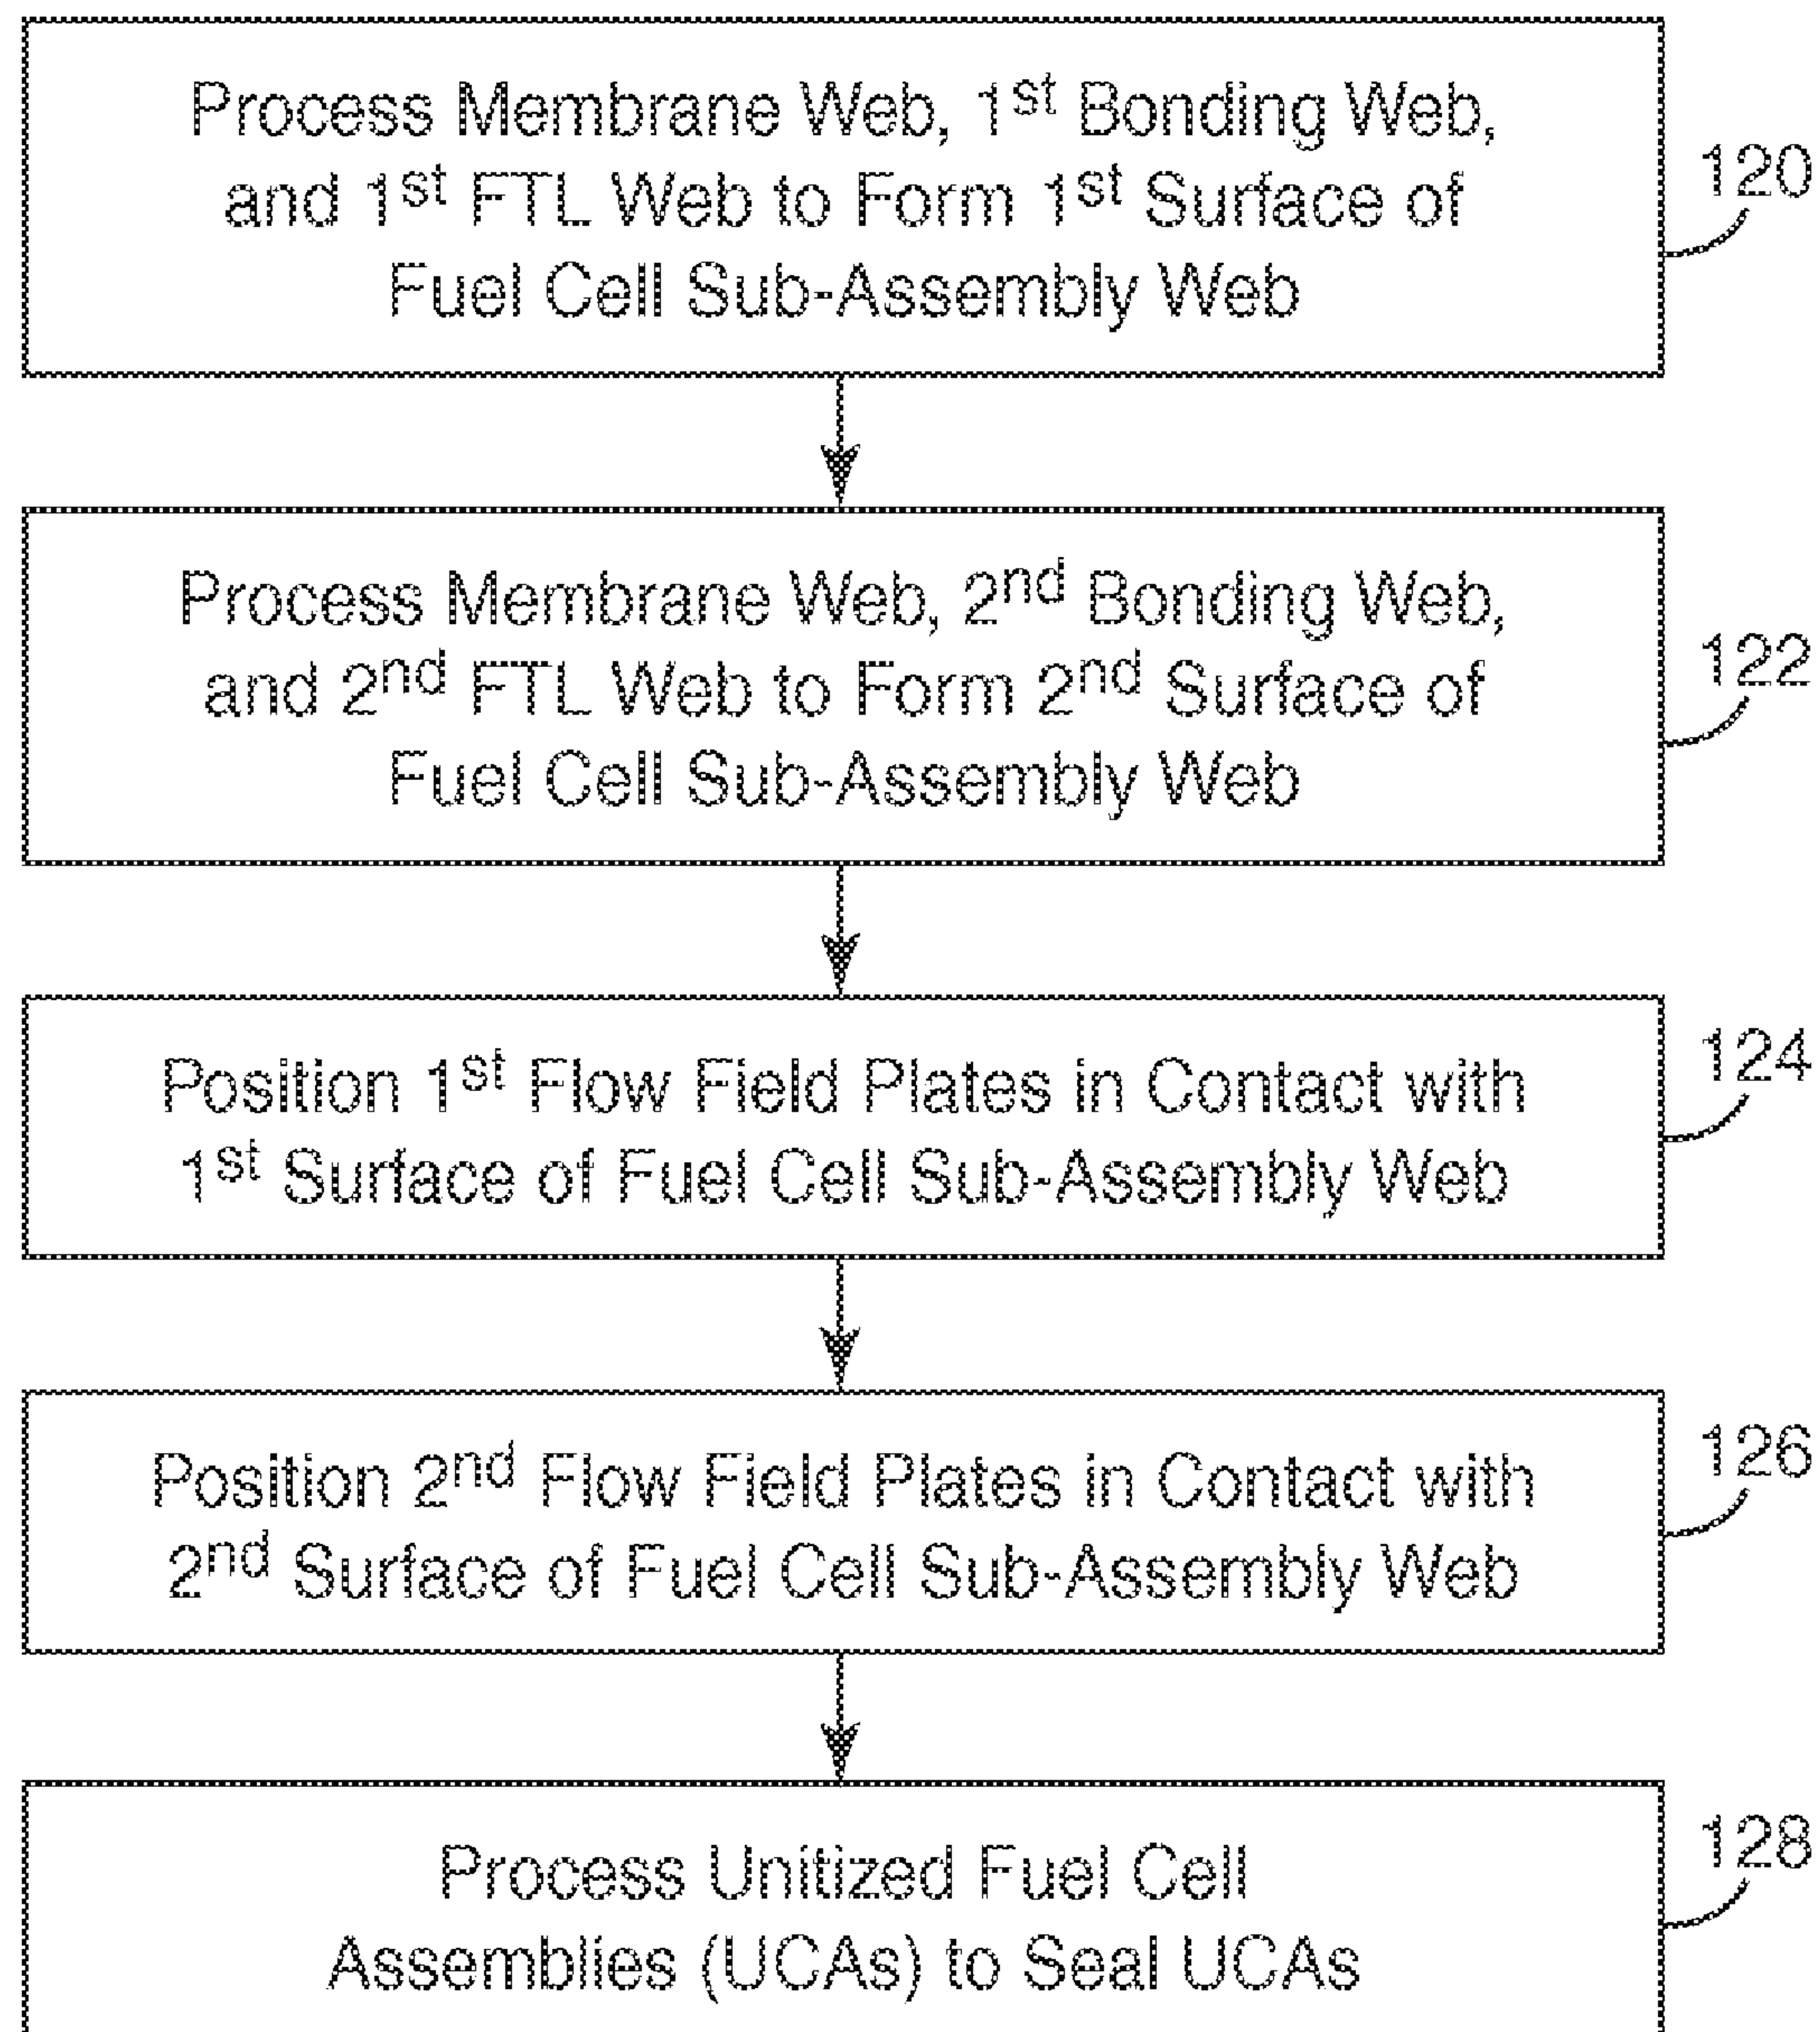 Process Membrane Web, 1st Bonding Web,
and 1st FTL Web to Form 1st Surface of
Fuel Cell Sub-Assembly Web
120
Process Membrane Web, 2nd Bonding Web,
and 2nd FTL Web to Form 2nd Surface of
Fuel Cell Sub-Assembly Web
122
Position 1st Flow Field Plates in Contact with
1st Surface of Fuel Cell Sub-Assembly Web
124
Position 2nd Flow Field Plates in Contact with
2nd Surface of Fuel Cell Sub-Assembly Web
126
Process Unitized Fuel Cell
Assemblies (UCAs) to Seal UCAs
128